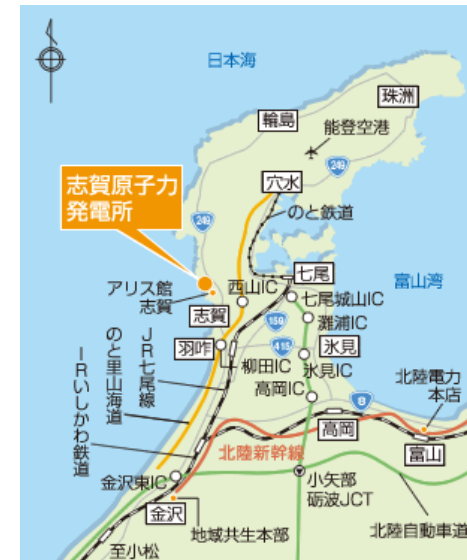 日本海
珠洲
輪島
能登空港
249
穴水
志賀原子力
発電所
のと鉄道
249
七尾
富山湾
アリス館
志賀
西山IC
七尾城山IC
志賀
灘浦IC
159
羽咋
415
氷見
柳田IC
氷見IC
JR七尾線
のと里山海道
IRいしかわ鉄道
高岡IC
8
北陸電力
本店
高岡
北陸新幹線
富山
金沢東IC
小矢部
砺波JCT
金沢
地域共生本部
北陸自動車道
至小松